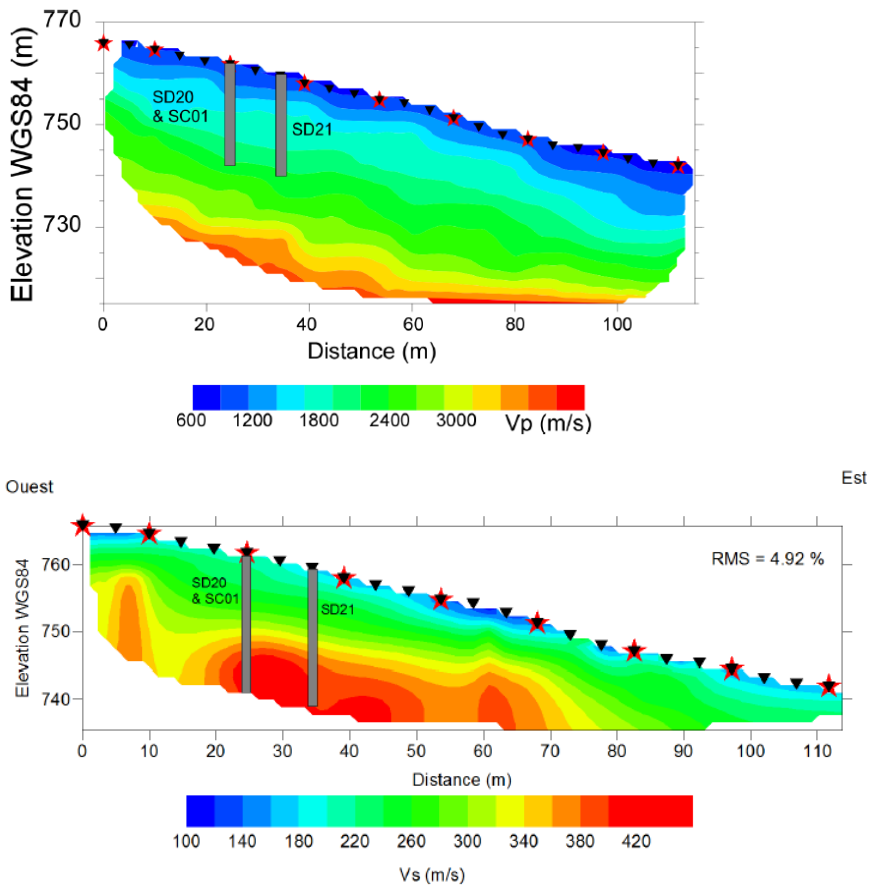 770
750
730
Elevation WGS84 (m)
SD20
& SC01
SD21
0 20 40 60 80 100
Distance (m)
600 1200 1800 2400 3000 Vp (m/s)
Ouest
Est
760
750
740
Elevation WGS84
SD20
& SC01
SD21
RMS = 4.92 %
0 10 20 30 40 50 60 70 80 90 100 110
Distance (m)
100 140 180 220 260 300 340 380 420
Vs (m/s)